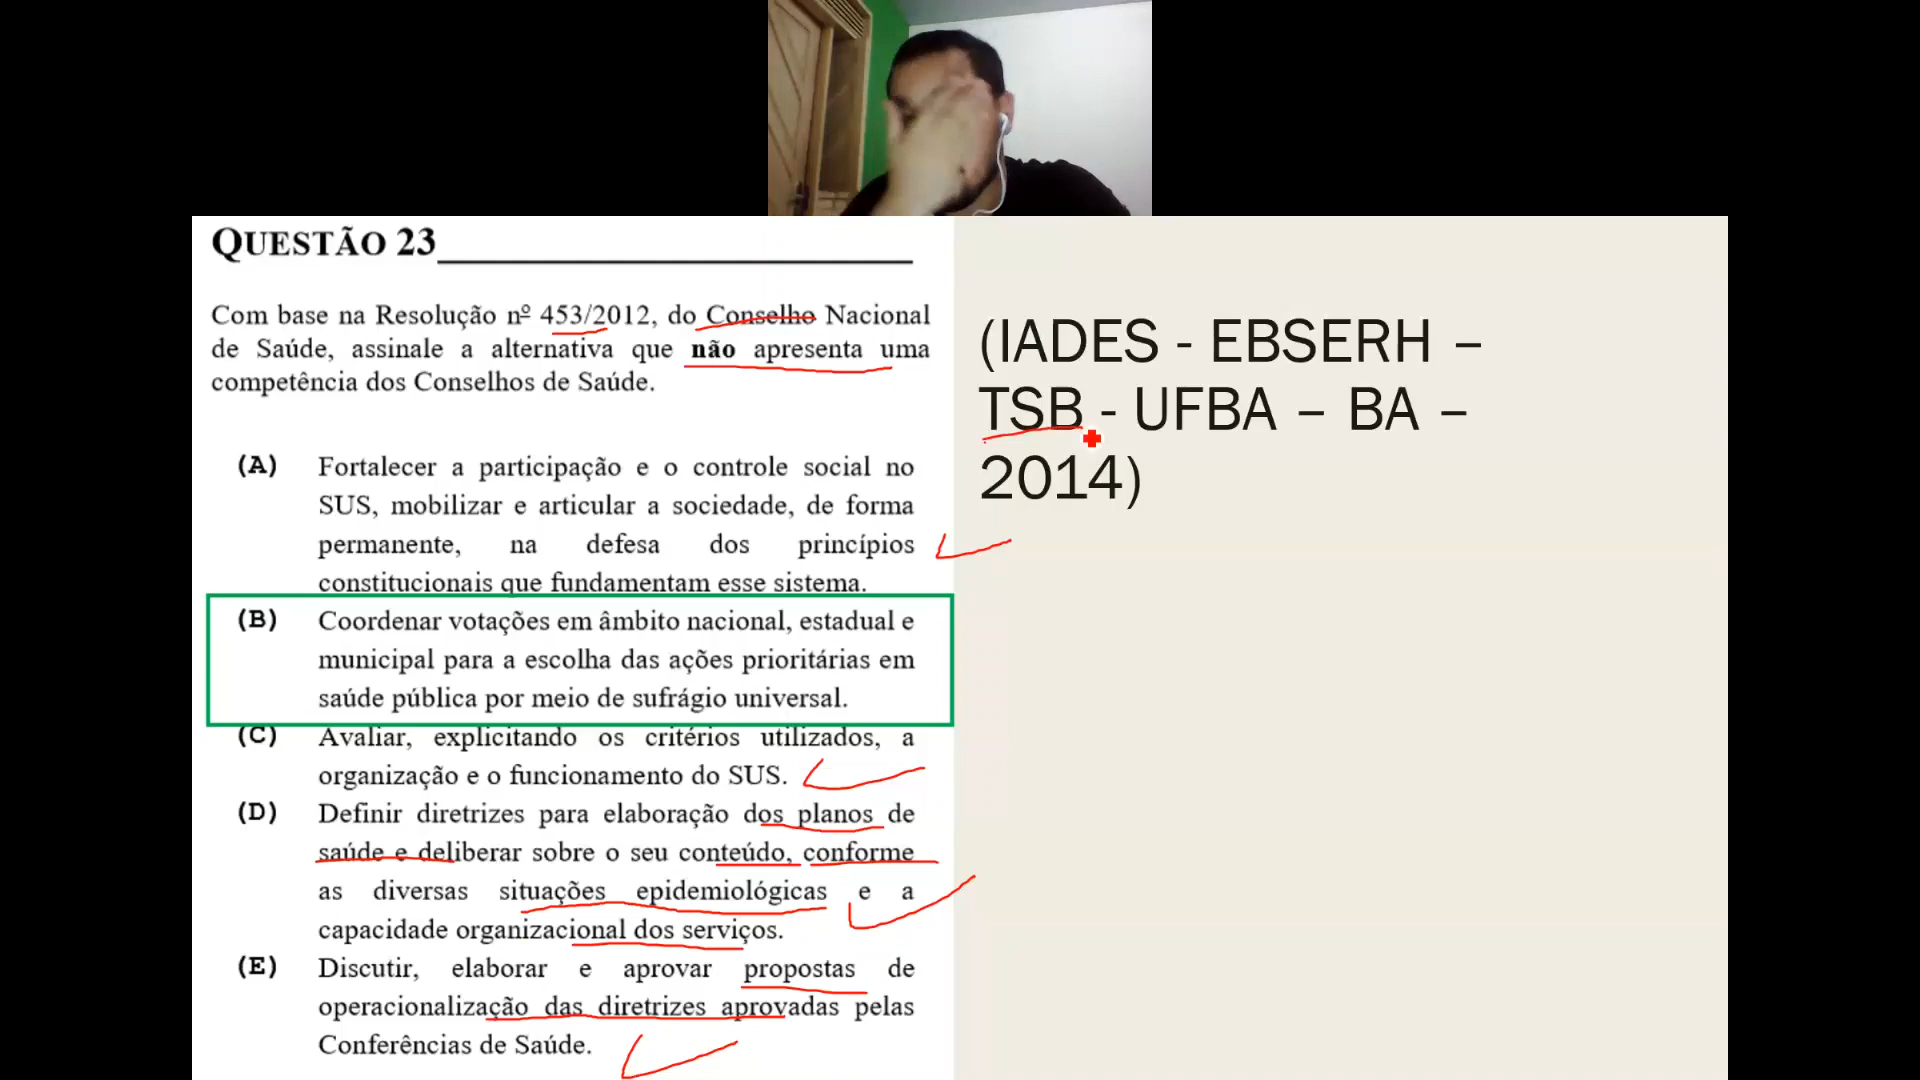 QUESTÃO 23
Com base na Resolução nº 453/2012, do Conselho Nacional
de Saúde, assinale a alternativa que não apresenta uma
competência dos Conselhos de Saúde.
(A) Fortalecer a participação e o controle social no
SUS, mobilizar e articular a sociedade, de forma
permanente, na defesa dos princípios
constitucionais que fundamentam esse sistema.
(B) Coordenar votações em âmbito nacional, estadual e
municipal para a escolha das ações prioritárias em
saúde pública por meio de sufrágio universal.
(C) Avaliar, explicitando os critérios utilizados, a
organização e o funcionamento do SUS.
(D) Definir diretrizes para elaboração dos planos de
saúde e deliberar sobre o seu conteúdo, conforme
as diversas situações epidemiológicas e a
capacidade organizacional dos serviços.
(E) Discutir, elaborar e aprovar propostas de
operacionalização das diretrizes aprovadas pelas
Conferências de Saúde.
(IADES - EBSERH –
TSB - UFBA – BA –
2014)